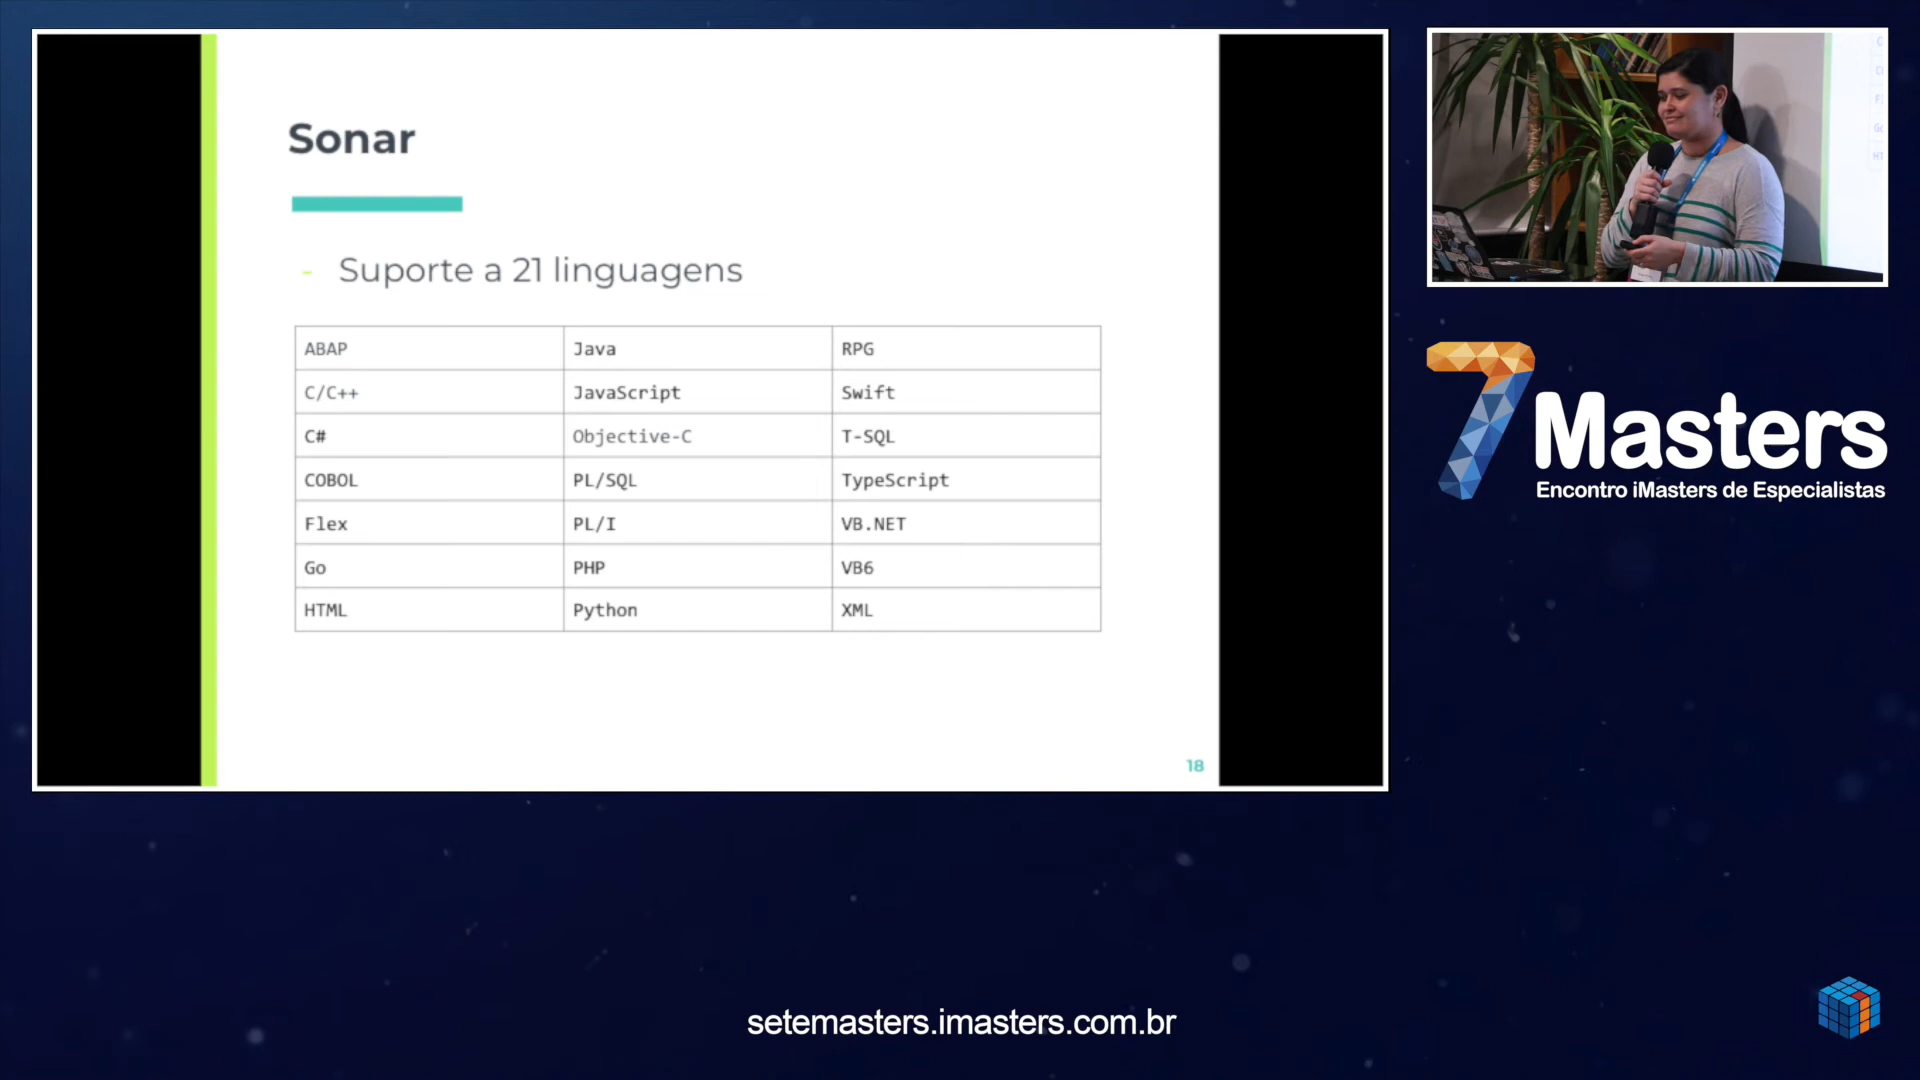 Sonar
- Suporte a 21 linguagens
ABAP Java RPG
C/C++ JavaScript Swift
C# Objective-C T-SQL
COBOL PL/SQL TypeScript
Flex PL/I VB.NET
Go PHP VB6
HTML Python XML
18
7Masters
Encontro iMasters de Especialistas
setemasters.imasters.com.br